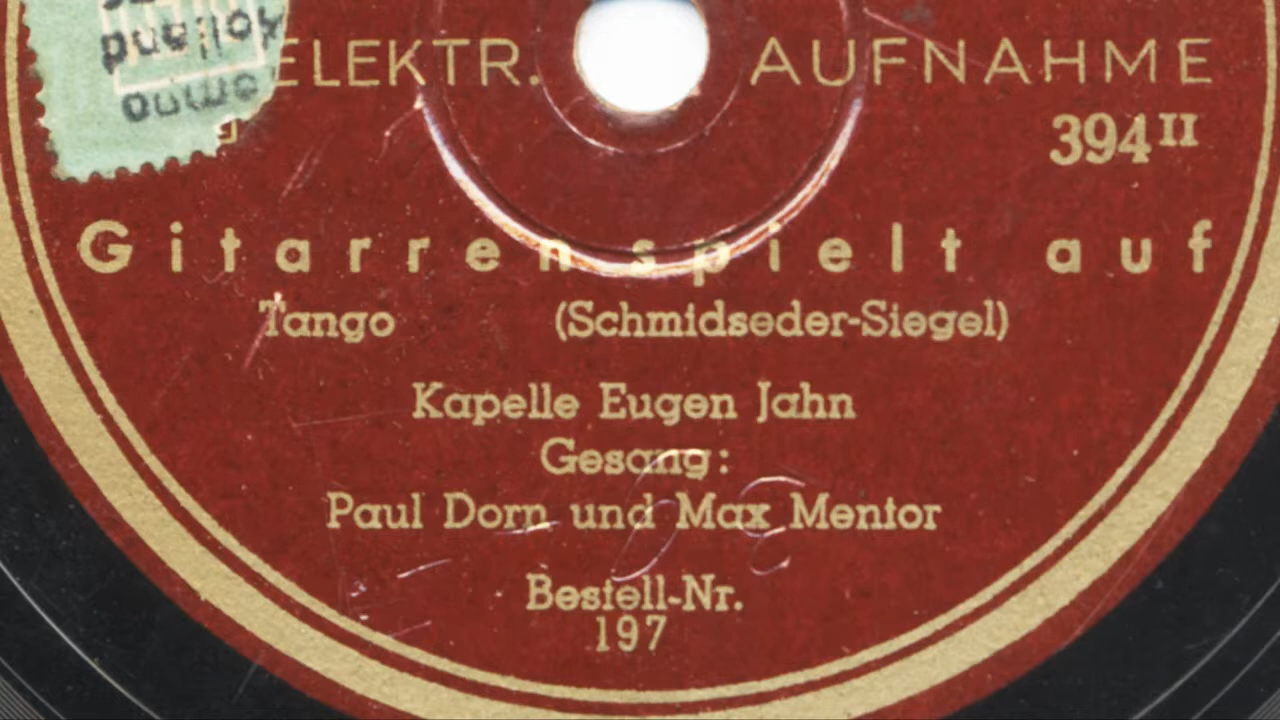 ELEKTR. AUFNAHME
394 II
Gitarren spielt auf
Tango (Schmidseder-Siegel)
Kapelle Eugen Jahn
Gesang:
Paul Dorn und Max Mentor
Bestell-Nr.
197